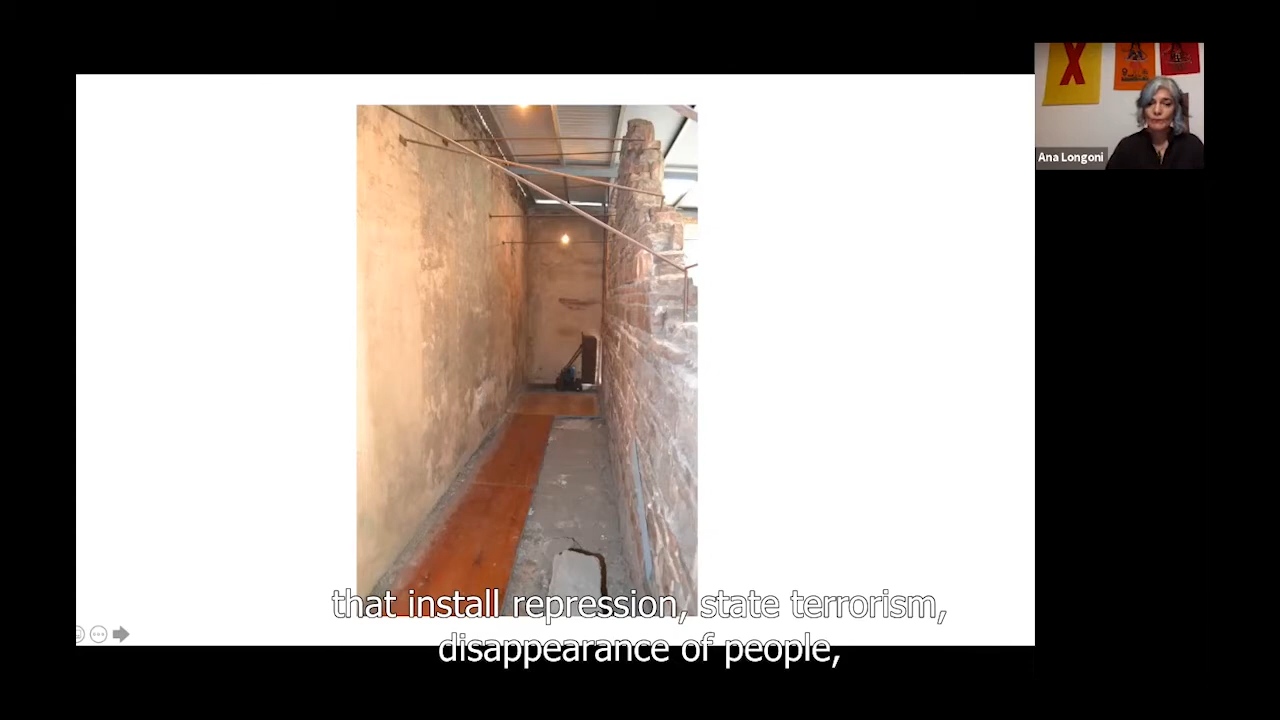 Ana Longoni
that install repression, state terrorism,
disappearance of people,